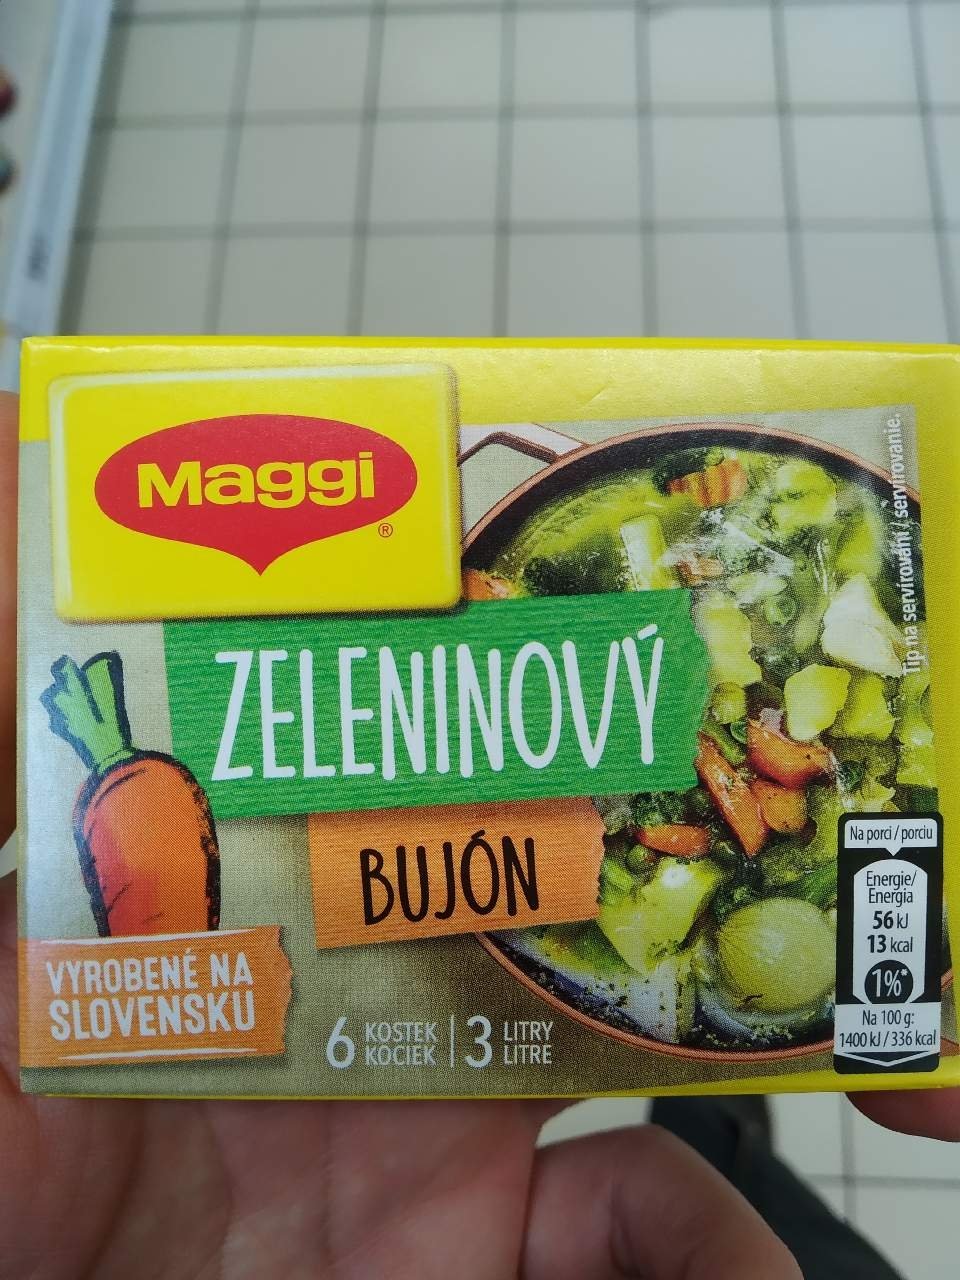 Maggi
®
Tip na servírování / servírovanie.
ZELENINOVÝ
BUJÓN
VYROBENÉ NA
SLOVENSKU
6 KOSTEK
KOCIEK
3 LITRY
LITRE
Na porci / porciu
Energie/
Energia
56 kJ
13 kcal
1%*
Na 100 g:
1400 kJ / 336 kcal